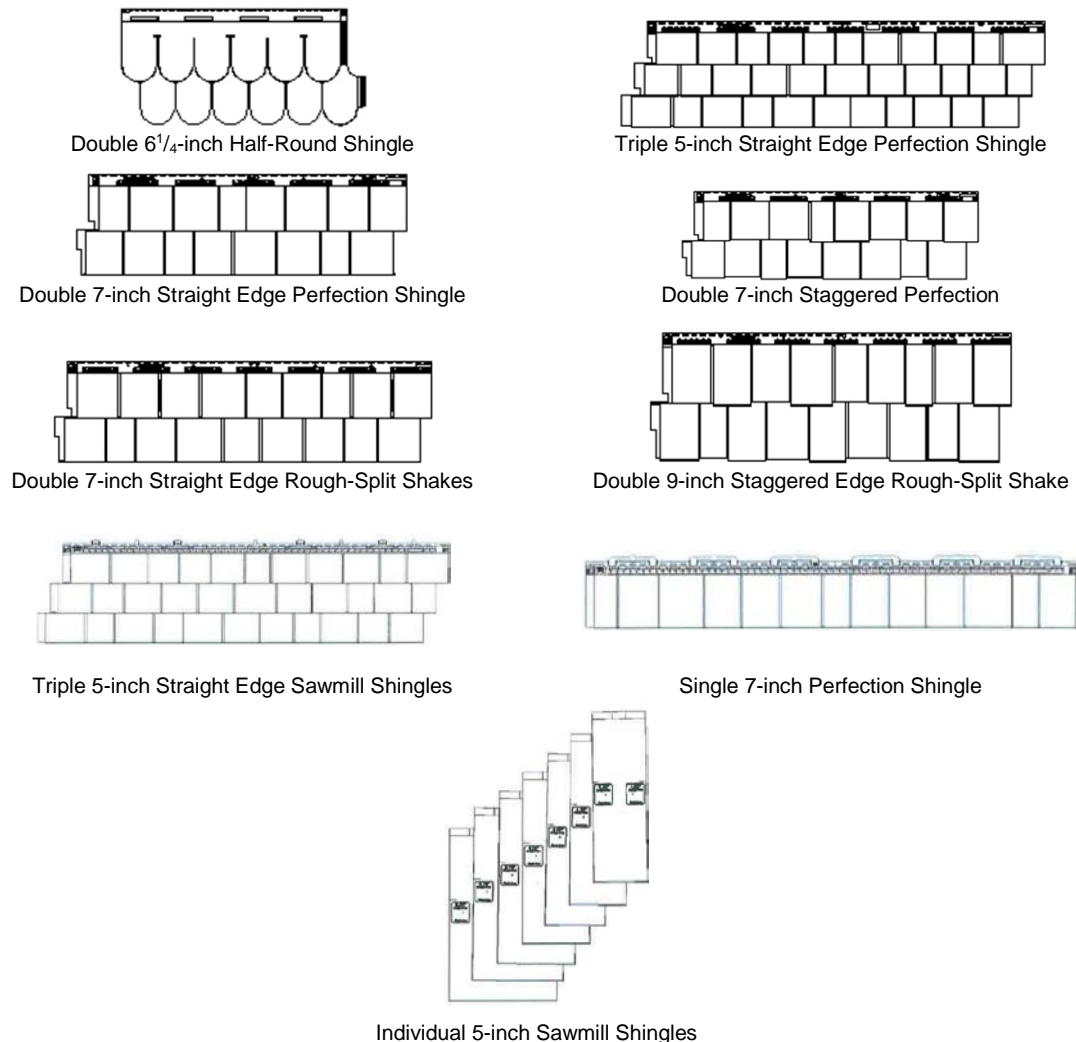 Double 6 1/4-inch Half-Round Shingle
Triple 5-inch Straight Edge Perfection Shingle
Double 7-inch Straight Edge Perfection Shingle
Double 7-inch Staggered Perfection
Double 7-inch Straight Edge Rough-Split Shakes
Double 9-inch Staggered Edge Rough-Split Shake
Triple 5-inch Straight Edge Sawmill Shingles
Single 7-inch Perfection Shingle
Individual 5-inch Sawmill Shingles